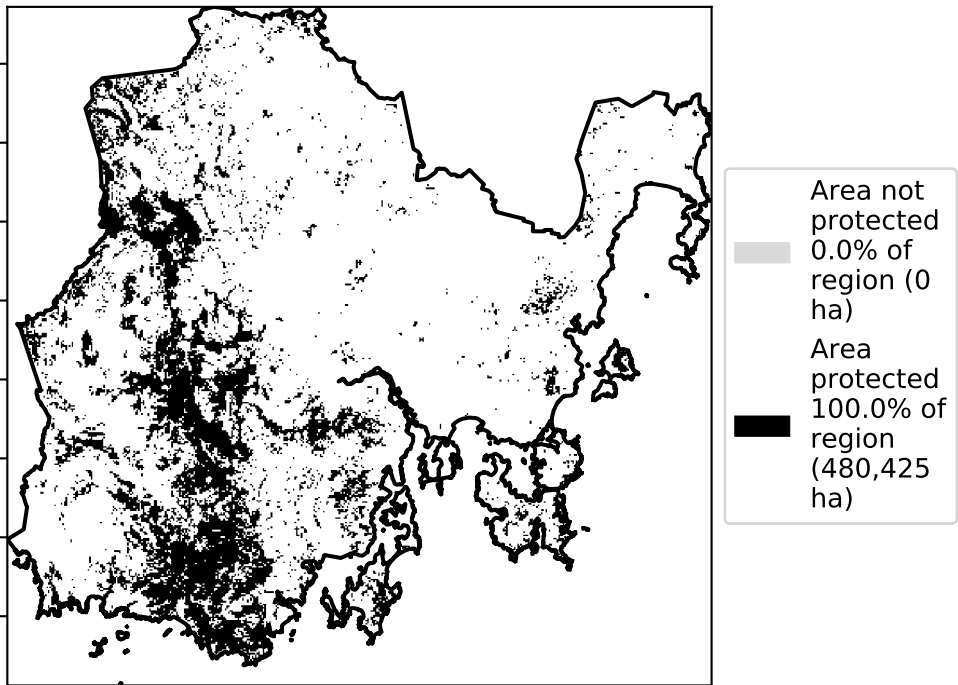 Area not
protected
0.0% of
region (0
ha)
Area
protected
100.0% of
region
(480,425
ha)